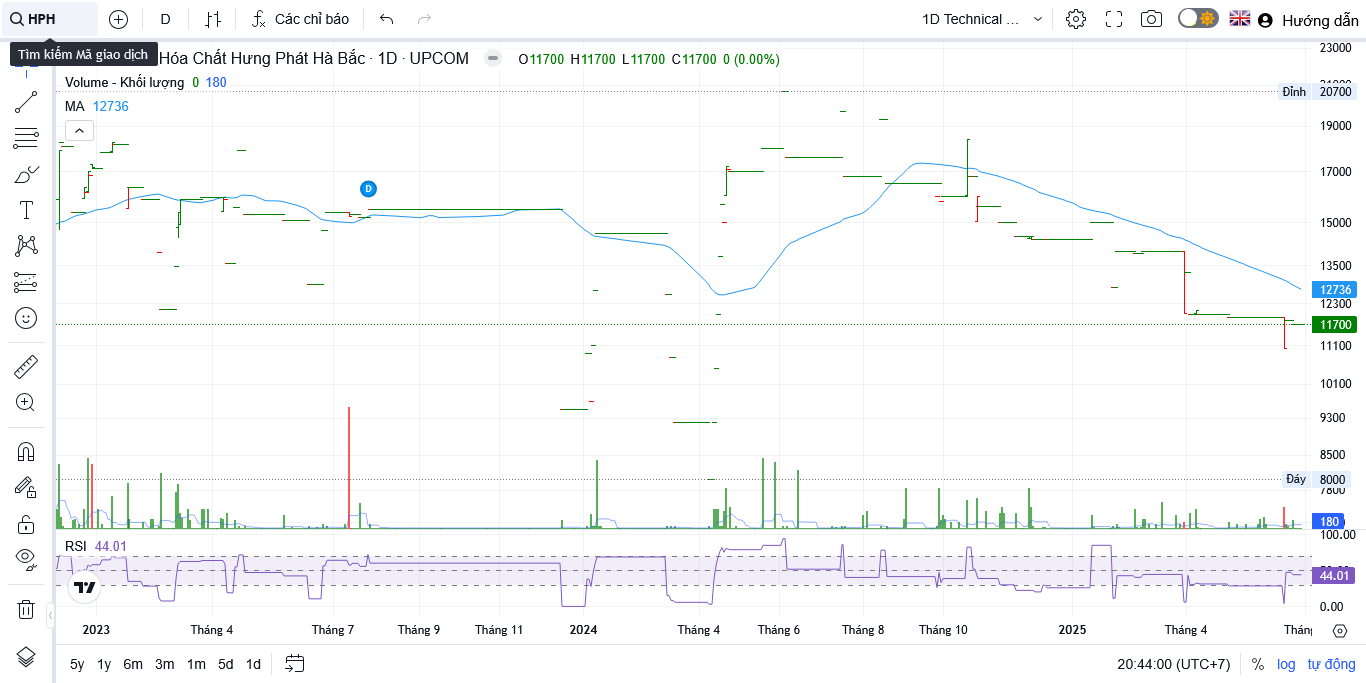 HPH D Các chỉ báo 1D Technical ... Hướng dẫn
Tìm kiếm Mã giao dịch
Hóa Chất Hưng Phát Hà Bắc · 1D · UPCOM O11700 H11700 L11700 C11700 0 (0.00%)
Volume - Khối lượng 0 180
MA 12736
D
23000
Đỉnh 20700
19000
17000
15000
13500
12736
12300
11700
11100
10100
9300
8500
Đáy 8000
7800
180
100.00
RSI 44.01
44.01
0.00
2023 Tháng 4 Tháng 7 Tháng 9 Tháng 11 2024 Tháng 4 Tháng 6 Tháng 8 Tháng 10 2025 Tháng 4
5y 1y 6m 3m 1m 5d 1d 20:44:00 (UTC+7) % log tự động